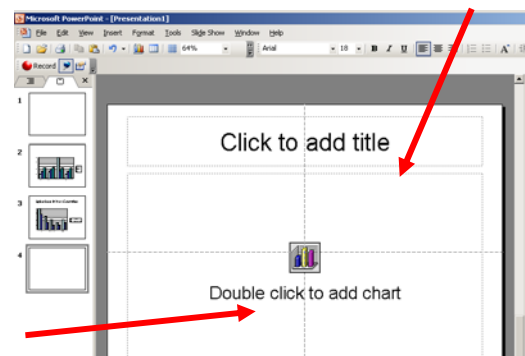 Microsoft PowerPoint - [Presentation1]
File Edit View Insert Format Tools Slide Show Window Help
64% Arial 18 B I U A
Record
1
Click to add title
2
3
4
Double click to add chart